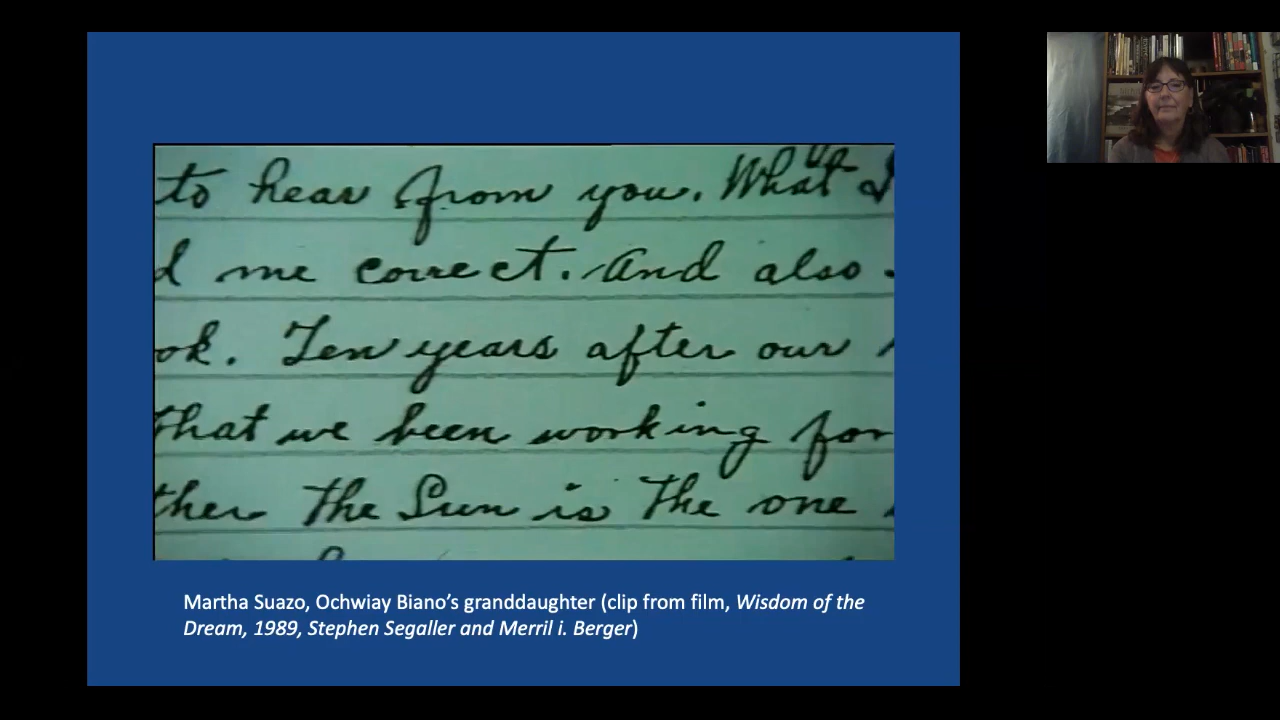 to hear from you. What I
d me correct. And also
ok. Ten years after our
that we been working for
ther the Sun is the one
Martha Suazo, Ochwiay Biano’s granddaughter (clip from film, Wisdom of the
Dream, 1989, Stephen Segaller and Merril i. Berger)